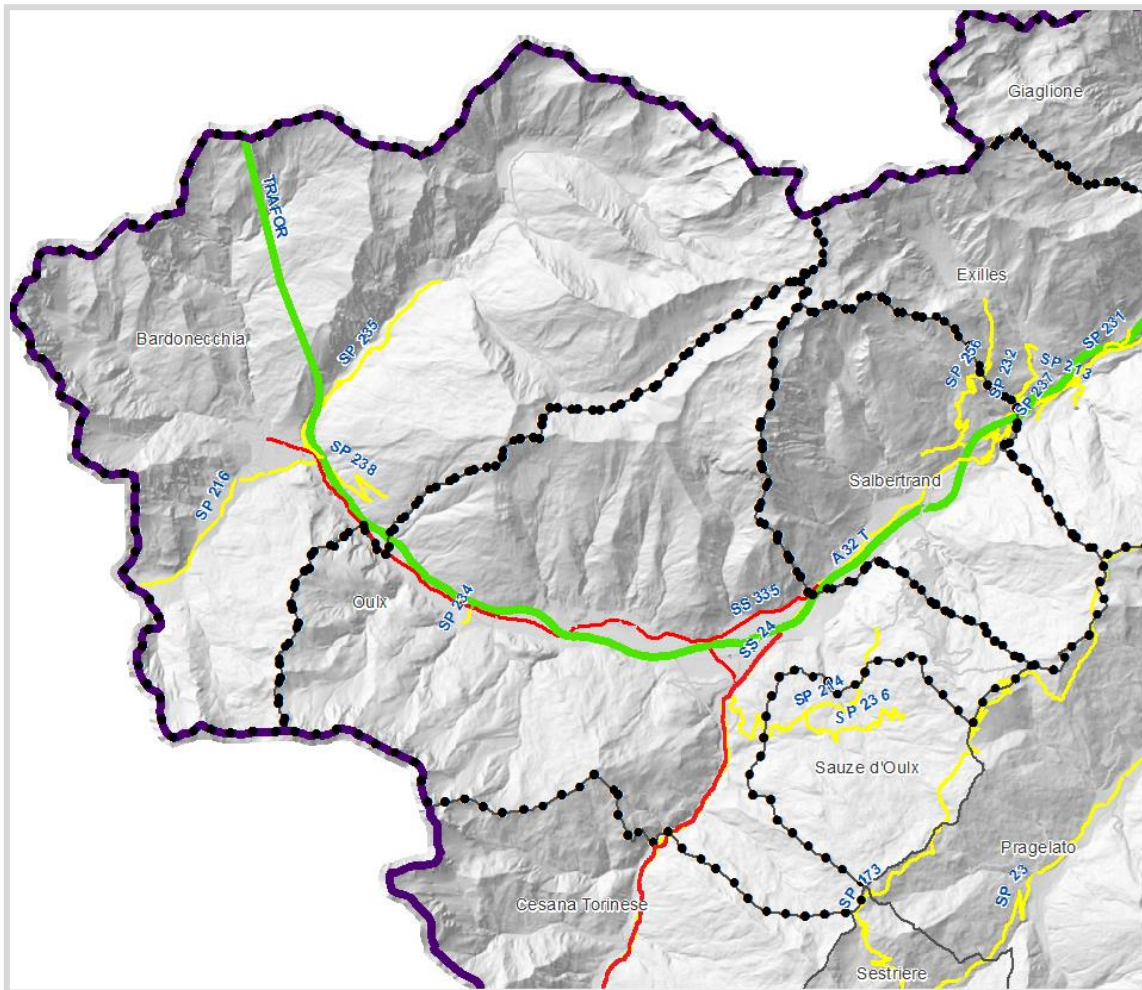 Giaglione
TRAFOR
Exilles
Bardonecchia
SP 235
SP 256
SP 232
SP 231
SP 213
SP 237
SP 238
SP 216
Salbertrand
A32 T
Oulx
SP 234
SS 335
SS 24
SP 214
SP 236
Sauze d'Oulx
Pragelato
SP 173
SP 23
Cesana Torinese
Sestriere